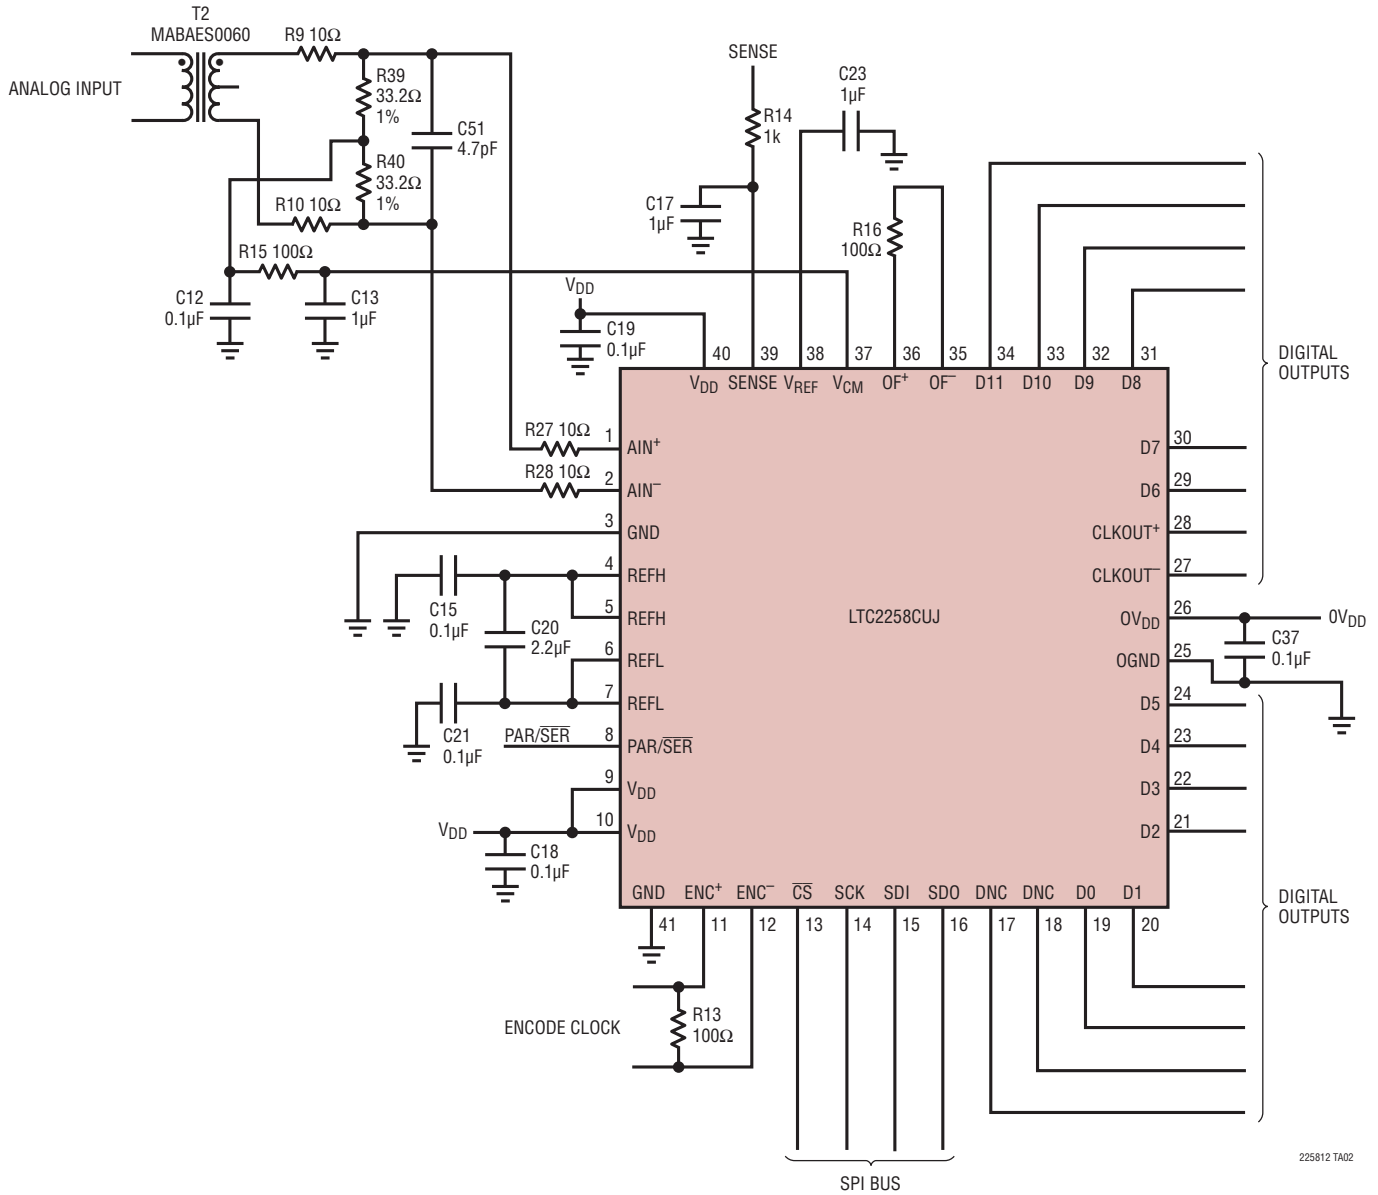 T2
MABAES0060
ANALOG INPUT
R9 10Ω
R39
33.2Ω
1%
C51
4.7pF
R40
33.2Ω
1%
R10 10Ω
R15 100Ω
C12
0.1µF
C13
1µF
SENSE
R14
1k
C23
1µF
C17
1µF
R16
100Ω
VDD
C19
0.1µF
40
39
38
37
36
35
34
33
32
31
VDD
SENSE
VREF
VCM
OF+
OF–
D11
D10
D9
D8
DIGITAL
OUTPUTS
R27 10Ω
1
AIN+
R28 10Ω
2
AIN–
3
GND
4
REFH
5
REFH
6
REFL
7
REFL
C15
0.1µF
C20
2.2µF
C21
0.1µF
PAR/SER
8
PAR/SER
9
VDD
VDD
10
VDD
C18
0.1µF
LTC2258CUJ
D7
30
D6
29
CLKOUT+
28
CLKOUT–
27
OVDD
26
0VDD
C37
0.1µF
OGND
25
D5
24
D4
23
D3
22
D2
21
GND
ENC+
ENC–
CS
SCK
SDI
SDO
DNC
DNC
D0
D1
41
11
12
13
14
15
16
17
18
19
20
DIGITAL
OUTPUTS
ENCODE CLOCK
R13
100Ω
SPI BUS
225812 TA02